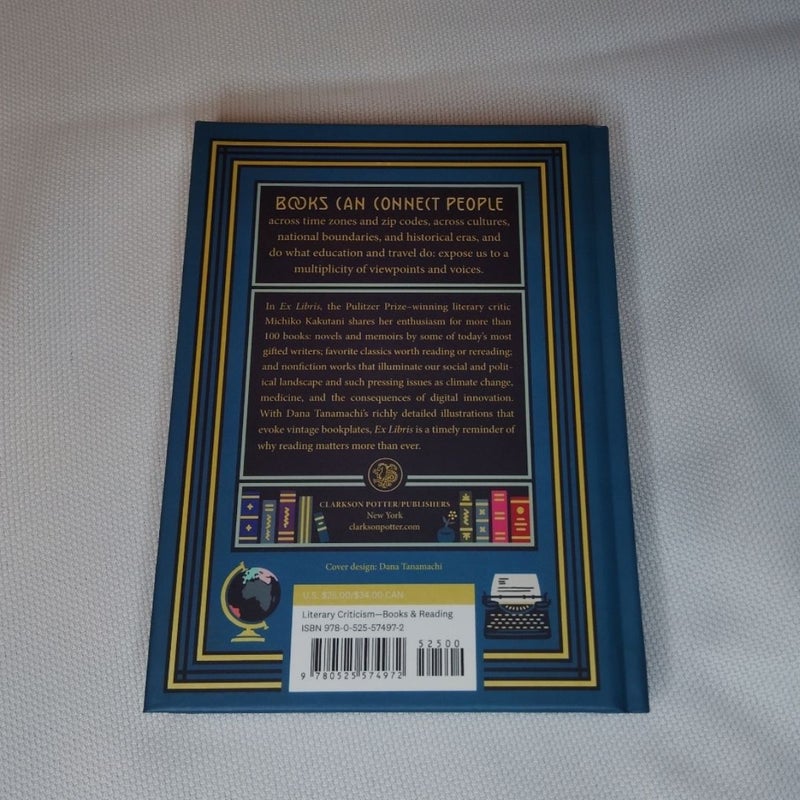 BOOKS CAN CONNECT PEOPLE
across time zones and zip codes, across cultures,
national boundaries, and historical eras, and
do what education and travel do: expose us to a
multiplicity of viewpoints and voices.
In Ex Libris, the Pulitzer Prize–winning literary critic
Michiko Kakutani shares her enthusiasm for more than
100 books: novels and memoirs by some of today's most
gifted writers; favorite classics worth reading or rereading;
and nonfiction works that illuminate our social and polit-
ical landscape and such pressing issues as climate change,
medicine, and the consequences of digital innovation.
With Dana Tanamachi's richly detailed illustrations that
evoke vintage bookplates, Ex Libris is a timely reminder of
why reading matters more than ever.
CLARKSON POTTER/PUBLISHERS
New York
clarksonpotter.com
Cover design: Dana Tanamachi
U.S. $25.00/$34.00 CAN
Literary Criticism—Books & Reading
ISBN 978-0-525-57497-2
52500
9 780525 574972